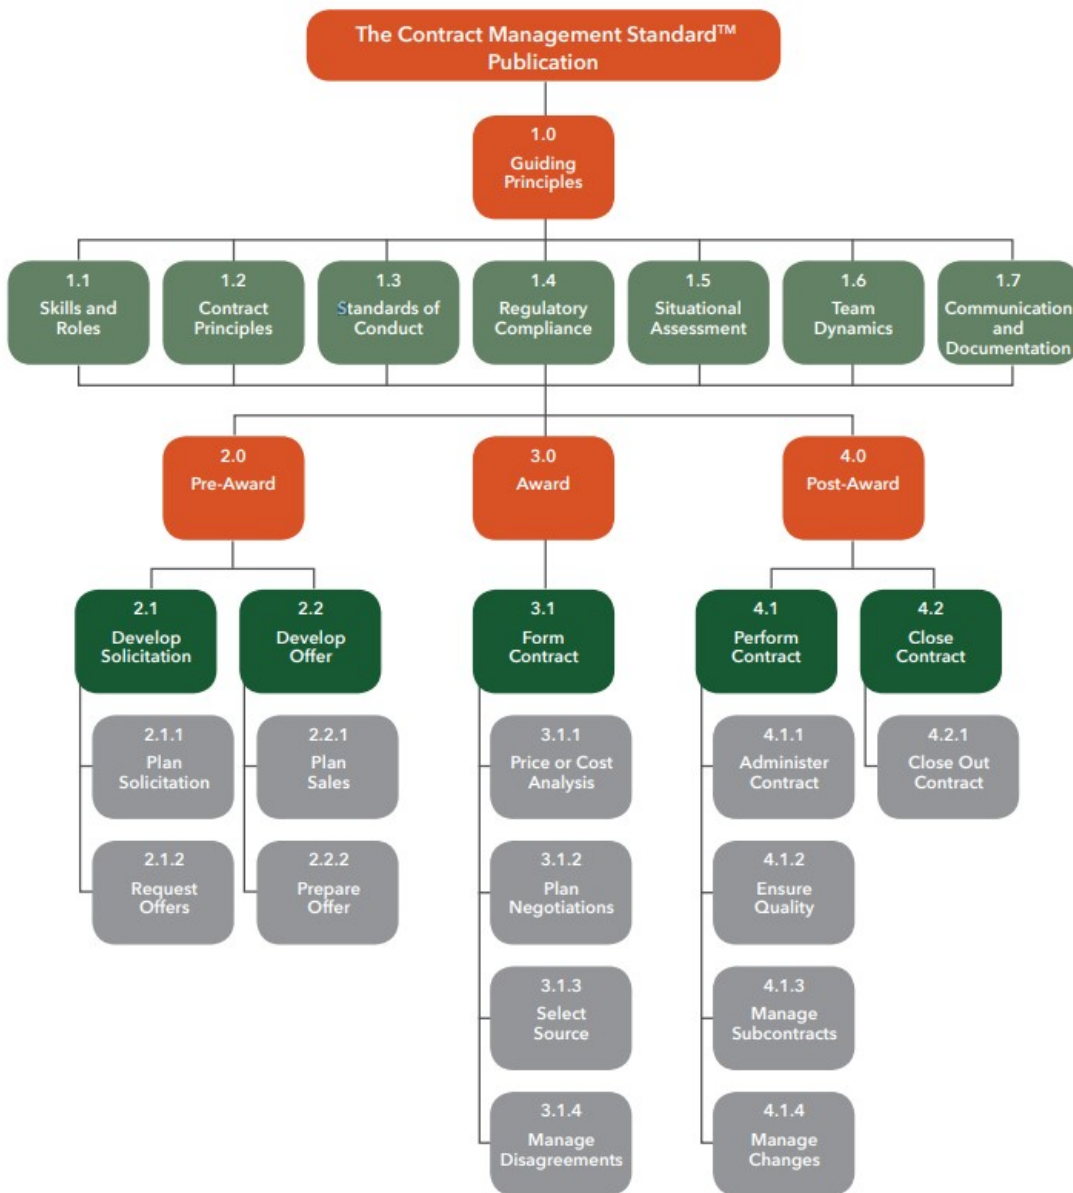 The Contract Management Standard™
Publication
1.0
Guiding
Principles
1.1
Skills and
Roles
1.2
Contract
Principles
1.3
Standards of
Conduct
1.4
Regulatory
Compliance
1.5
Situational
Assessment
1.6
Team
Dynamics
1.7
Communication
and
Documentation
2.0
Pre-Award
3.0
Award
4.0
Post-Award
2.1
Develop
Solicitation
2.2
Develop
Offer
3.1
Form
Contract
4.1
Perform
Contract
4.2
Close
Contract
2.1.1
Plan
Solicitation
2.2.1
Plan
Sales
3.1.1
Price or Cost
Analysis
4.1.1
Administer
Contract
4.2.1
Close Out
Contract
2.1.2
Request
Offers
2.2.2
Prepare
Offer
3.1.2
Plan
Negotiations
4.1.2
Ensure
Quality
3.1.3
Select
Source
4.1.3
Manage
Subcontracts
3.1.4
Manage
Disagreements
4.1.4
Manage
Changes